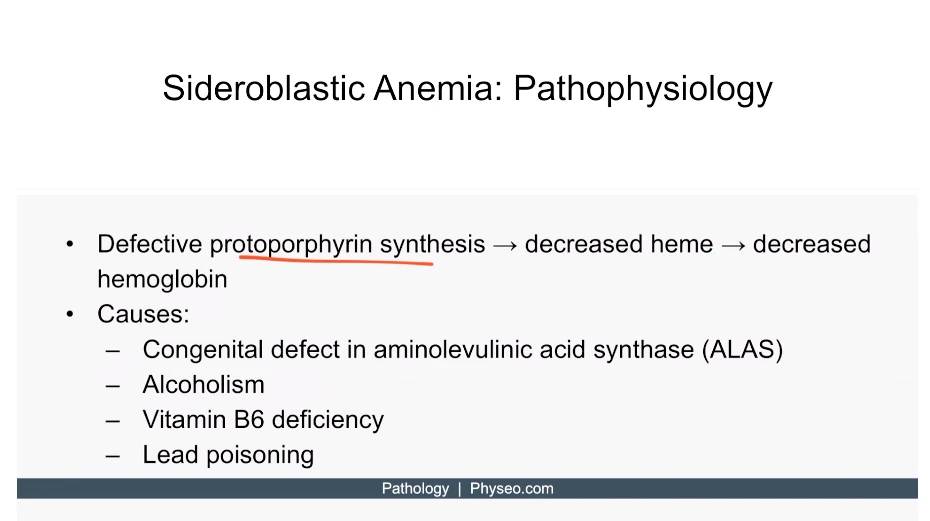 Sideroblastic Anemia: Pathophysiology
• Defective protoporphyrin synthesis → decreased heme → decreased
hemoglobin
• Causes:
– Congenital defect in aminolevulinic acid synthase (ALAS)
– Alcoholism
– Vitamin B6 deficiency
– Lead poisoning
Pathology | Physeo.com